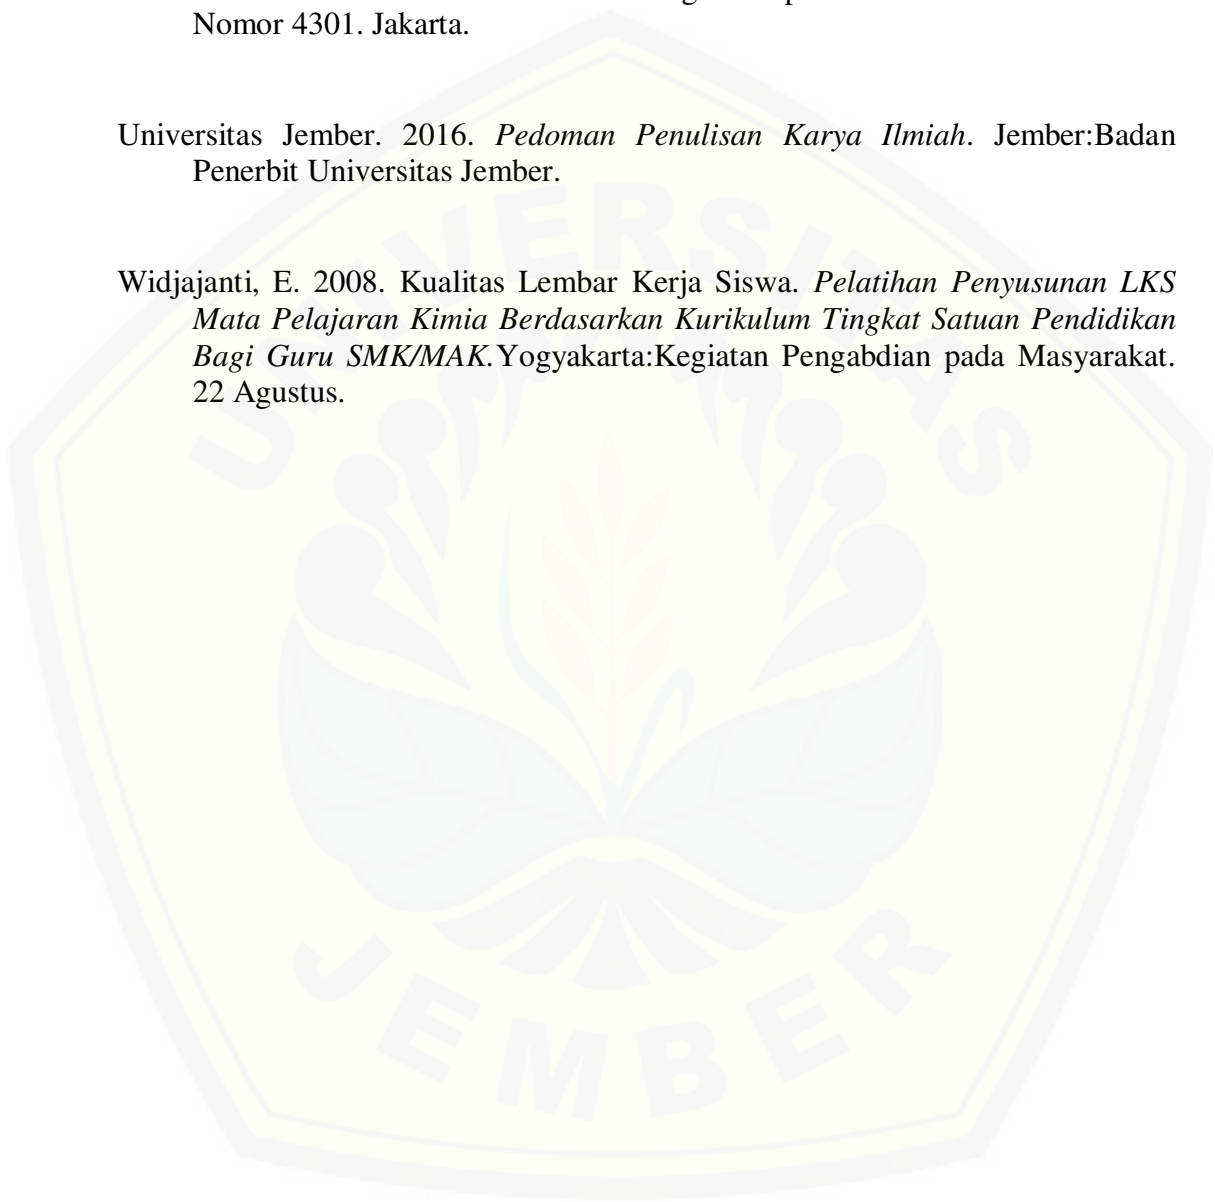 Nomor 4301. Jakarta.
Universitas Jember. 2016. Pedoman Penulisan Karya Ilmiah. Jember:Badan
Penerbit Universitas Jember.
Widjajanti, E. 2008. Kualitas Lembar Kerja Siswa. Pelatihan Penyusunan LKS
Mata Pelajaran Kimia Berdasarkan Kurikulum Tingkat Satuan Pendidikan
Bagi Guru SMK/MAK.Yogyakarta:Kegiatan Pengabdian pada Masyarakat.
22 Agustus.
UNIVERSITAS
JEMBER